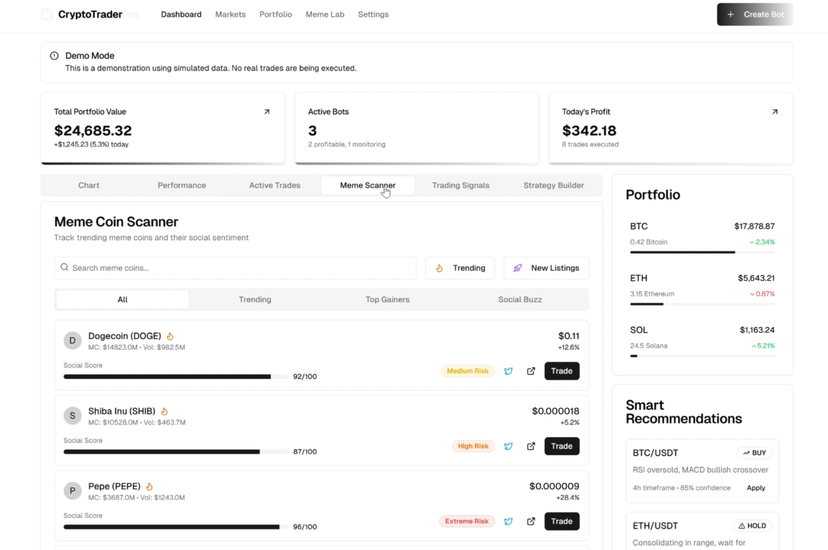 CryptoTraderPro
Dashboard
Markets
Portfolio
Meme Lab
Settings
+ Create Bot
Demo Mode
This is a demonstration using simulated data. No real trades are being executed.
Total Portfolio Value
$24,685.32
+$1,245.23 (5.3%) today
Active Bots
3
2 profitable, 1 monitoring
Today's Profit
$342.18
8 trades executed
Chart
Performance
Active Trades
Meme Scanner
Trading Signals
Strategy Builder
Meme Coin Scanner
Track trending meme coins and their social sentiment
Search meme coins...
Trending
New Listings
All
Trending
Top Gainers
Social Buzz
D
Dogecoin (DOGE)
MC: $14823.0M • Vol: $982.5M
$0.11
+12.6%
Social Score
92/100
Medium Risk
Trade
S
Shiba Inu (SHIB)
MC: $10528.0M • Vol: $463.7M
$0.000018
+5.2%
Social Score
87/100
High Risk
Trade
P
Pepe (PEPE)
MC: $3687.0M • Vol: $1243.0M
$0.000009
+28.4%
Social Score
96/100
Extreme Risk
Trade
Portfolio
BTC
$17,878.87
0.42 Bitcoin
2.34%
ETH
$5,643.21
3.15 Ethereum
0.87%
SOL
$1,163.24
24.5 Solana
5.21%
Smart
Recommendations
BTC/USDT
BUY
RSI oversold, MACD bullish crossover
4h timeframe • 85% confidence
Apply
ETH/USDT
HOLD
Consolidating in range, wait for